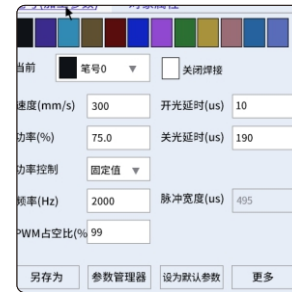 当前 笔号0 关闭焊接
速度(mm/s) 300 开光延时(us) 10
功率(%) 75.0 关光延时(us) 190
功率控制 固定值
频率(Hz) 2000 脉冲宽度(us) 495
PWM占空比(% 99
另存为 参数管理器 设为默认参数 更多